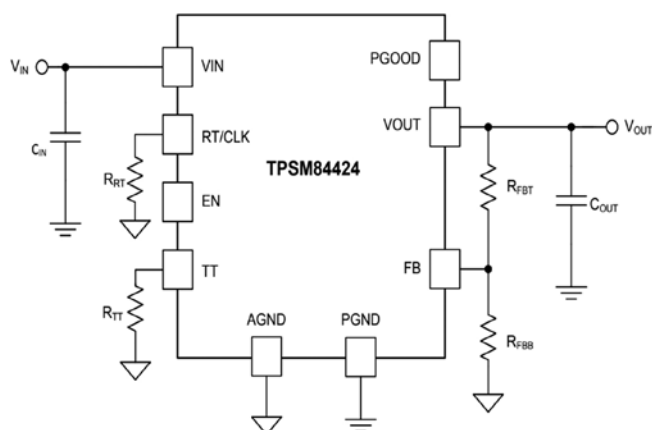 PGOOD
VIN
VIN
VOUT
VOUT
RT/CLK
CIN
TPSM84424
RRT
RFBT
COUT
EN
TT
FB
RTT
AGND
PGND
RFBB